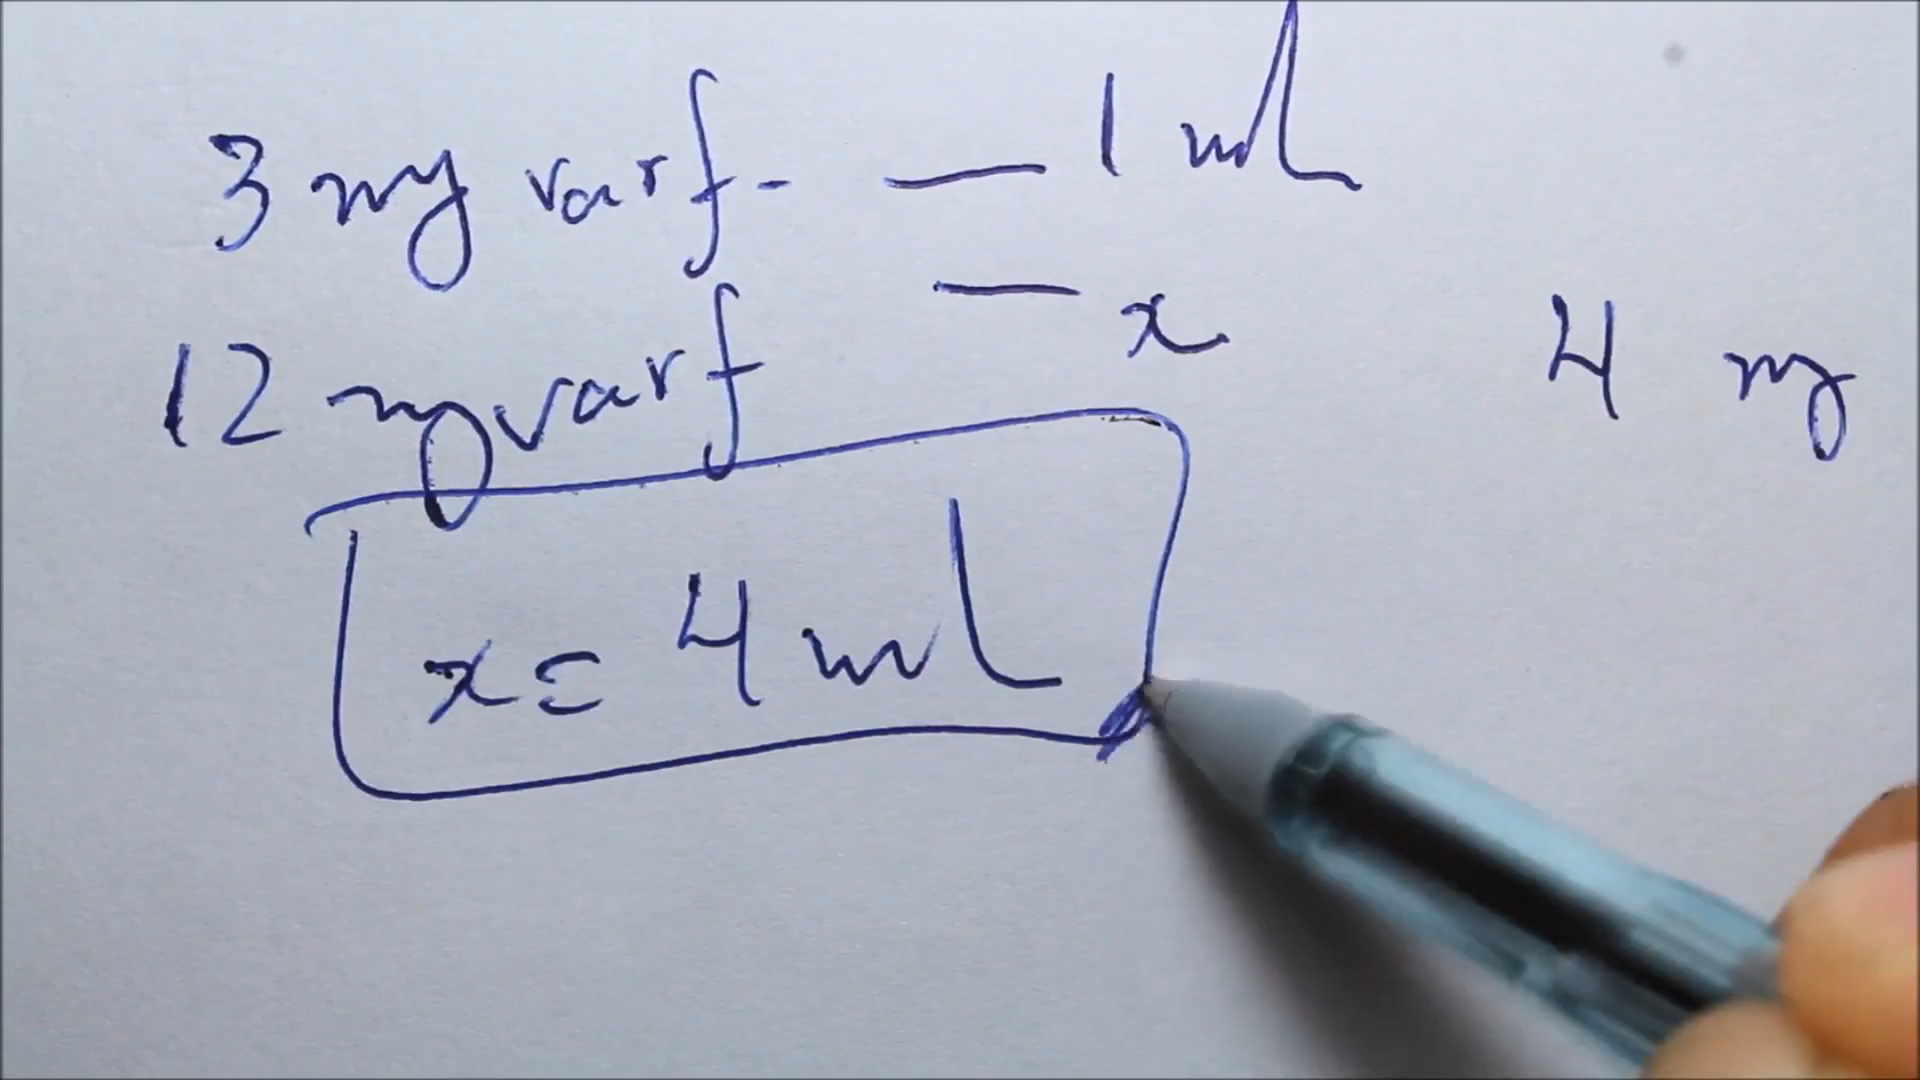 3 mg varf. — 1 ml
12 mg varf — x
4 mg
x = 4 ml